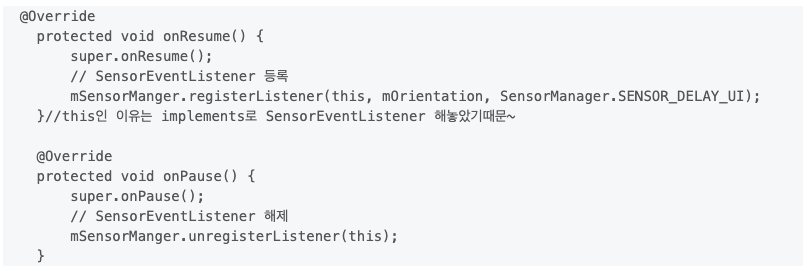 @Override
protected void onResume() {
super.onResume();
// SensorEventListener 등록
mSensorManger.registerListener(this, mOrientation, SensorManager.SENSOR_DELAY_UI);
}//this인 이유는 implements로 SensorEventListener 해놓았기때문~
@Override
protected void onPause() {
super.onPause();
// SensorEventListener 해제
mSensorManger.unregisterListener(this);
}